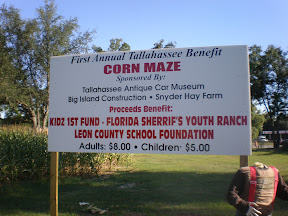 First Annual Tallahassee Benefit
CORN MAZE
Sponsored By:
Tallahassee Antique Car Museum
Big Island Construction • Snyder Hay Farm
Proceeds Benefit:
KIDZ 1ST FUND - FLORIDA SHERRIF'S YOUTH RANCH
LEON COUNTY SCHOOL FOUNDATION
Adults: $8.00 • Children: $5.00